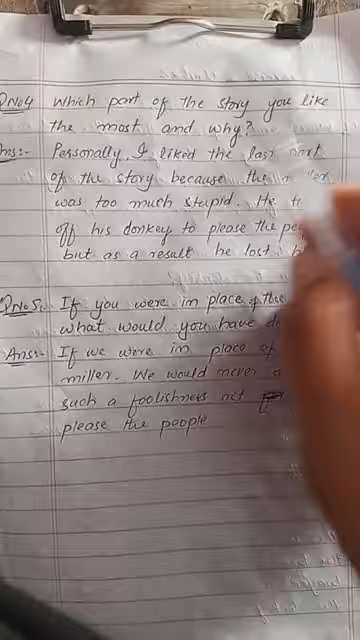 QNo4 Which part of the story you like
the most and why?
Ans:- Personally, I liked the last part
of the story because the
was too much stupid. He
off his donkey to please the
but as a result he lost
QNo5. If you were in place of the
what would you have
Ans:- If we were in place of
miller. We would never
such a foolishness act
please the people